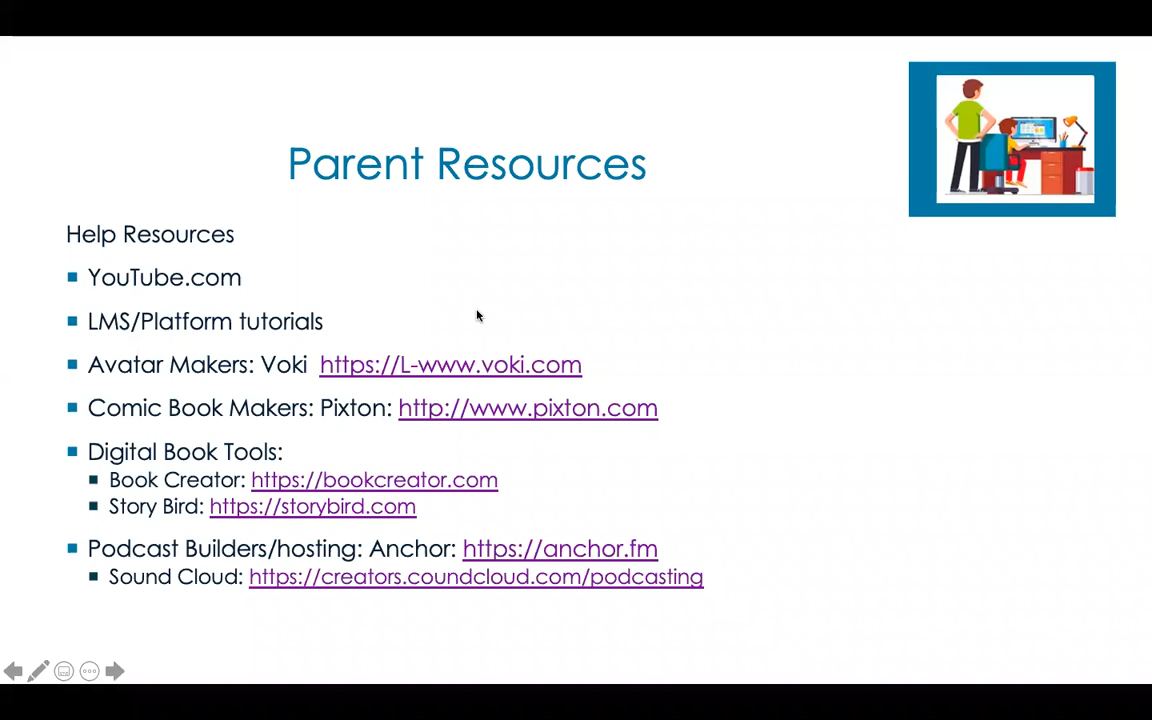 Parent Resources
Help Resources
YouTube.com
LMS/Platform tutorials
Avatar Makers: Voki https://L-www.voki.com
Comic Book Makers: Pixton: http://www.pixton.com
Digital Book Tools:
Book Creator: https://bookcreator.com
Story Bird: https://storybird.com
Podcast Builders/hosting: Anchor: https://anchor.fm
Sound Cloud: https://creators.coundcloud.com/podcasting